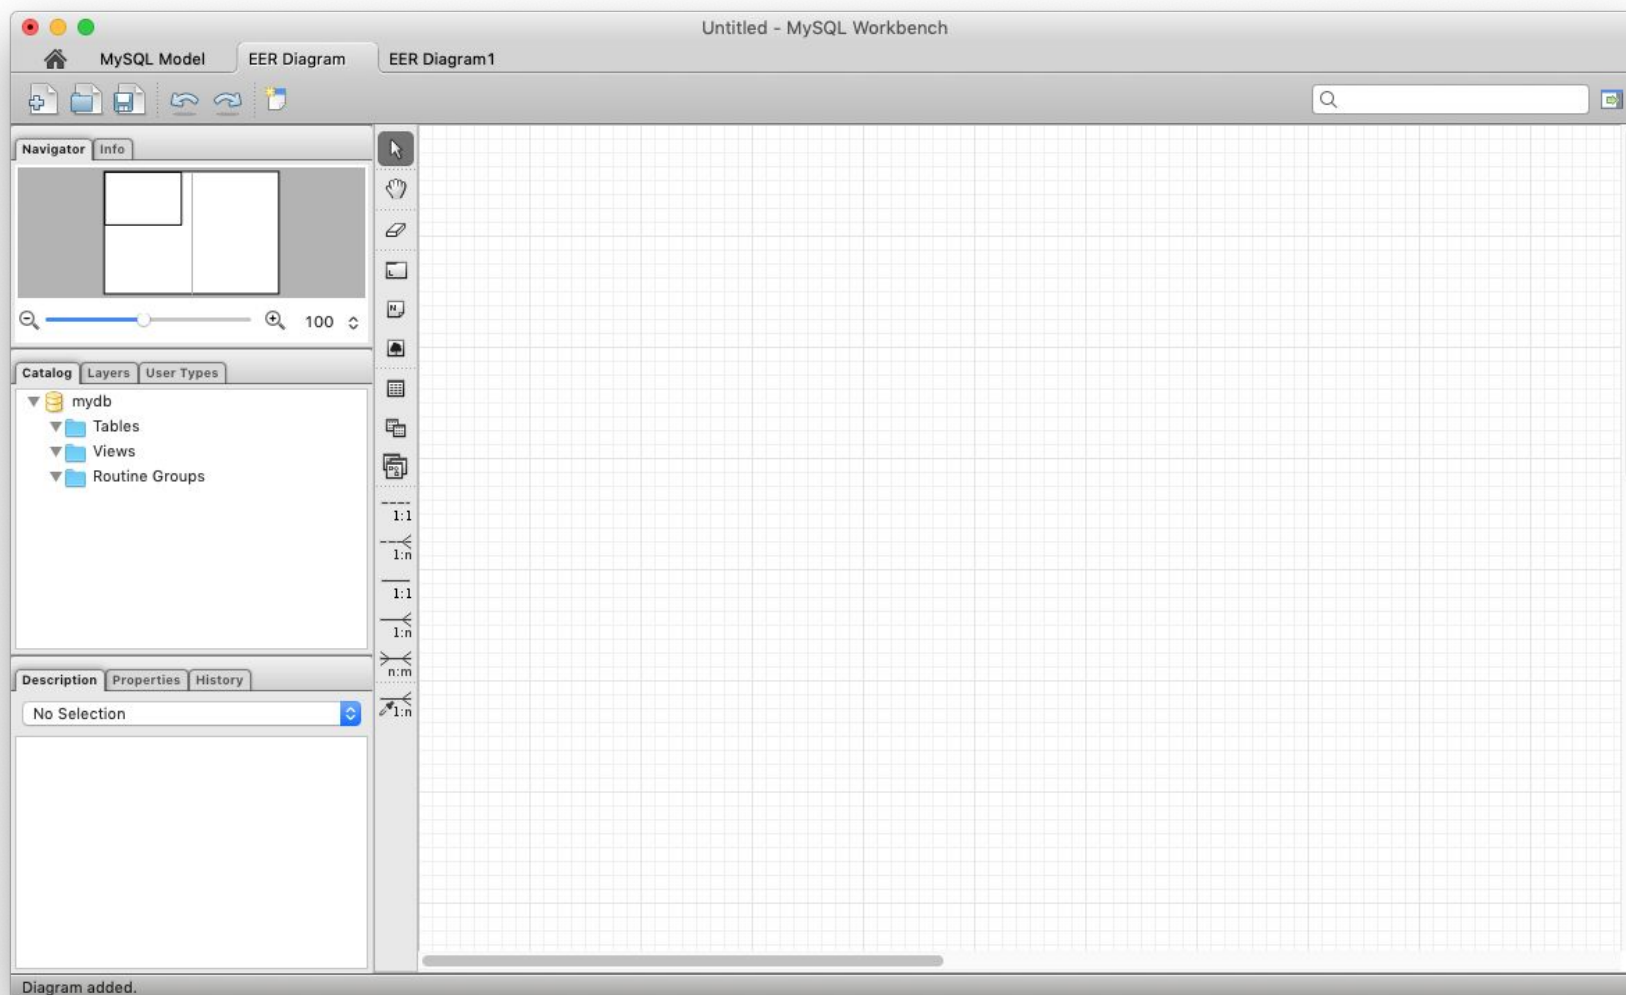 Untitled - MySQL Workbench
MySQL Model
EER Diagram
EER Diagram1
Navigator
Info
100
Catalog
Layers
User Types
mydb
Tables
Views
Routine Groups
L
N
1:1
1:n
1:1
1:n
n:m
1:n
Description
Properties
History
No Selection
Diagram added.